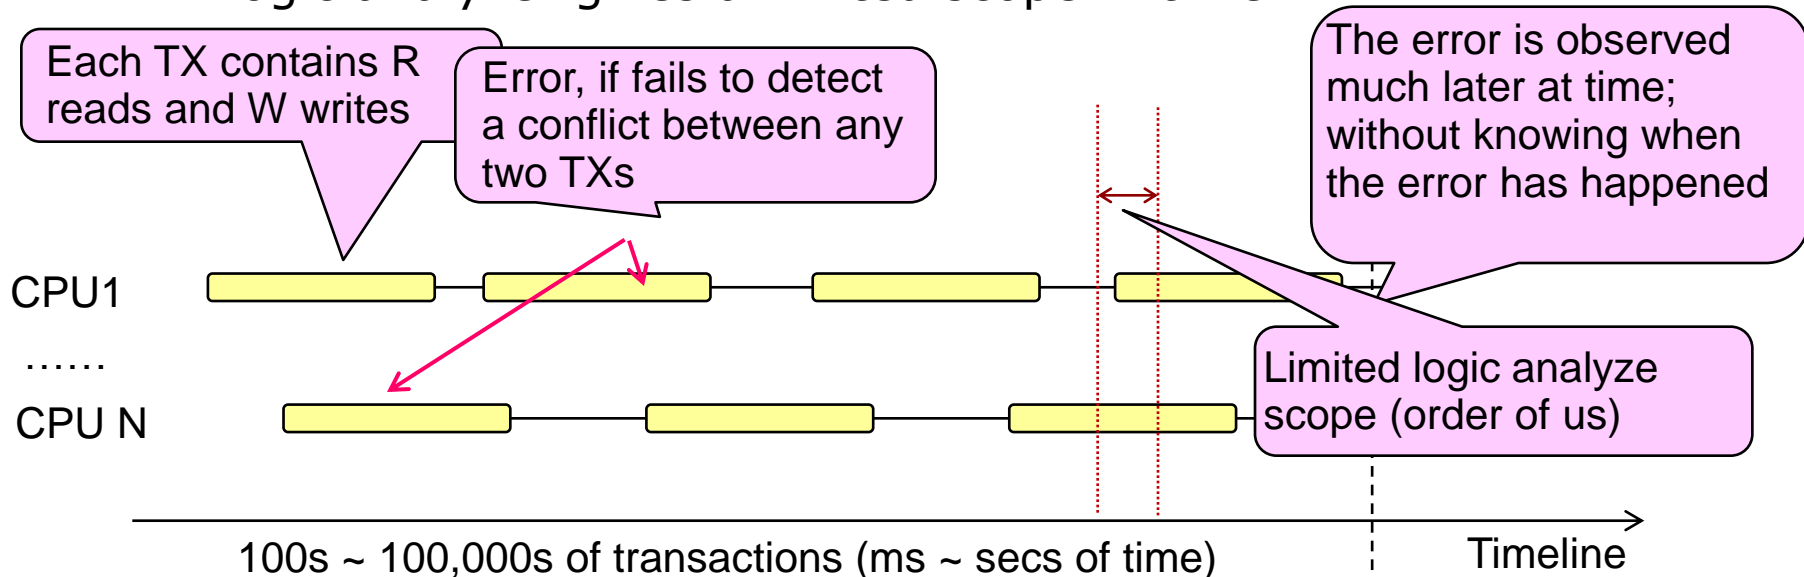 Each TX contains R
reads and W writes
Error, if fails to detect
a conflict between any
two TXs
The error is observed
much later at time;
without knowing when
the error has happened
CPU1
......
CPU N
Limited logic analyze
scope (order of us)
100s ~ 100,000s of transactions (ms ~ secs of time)
Timeline